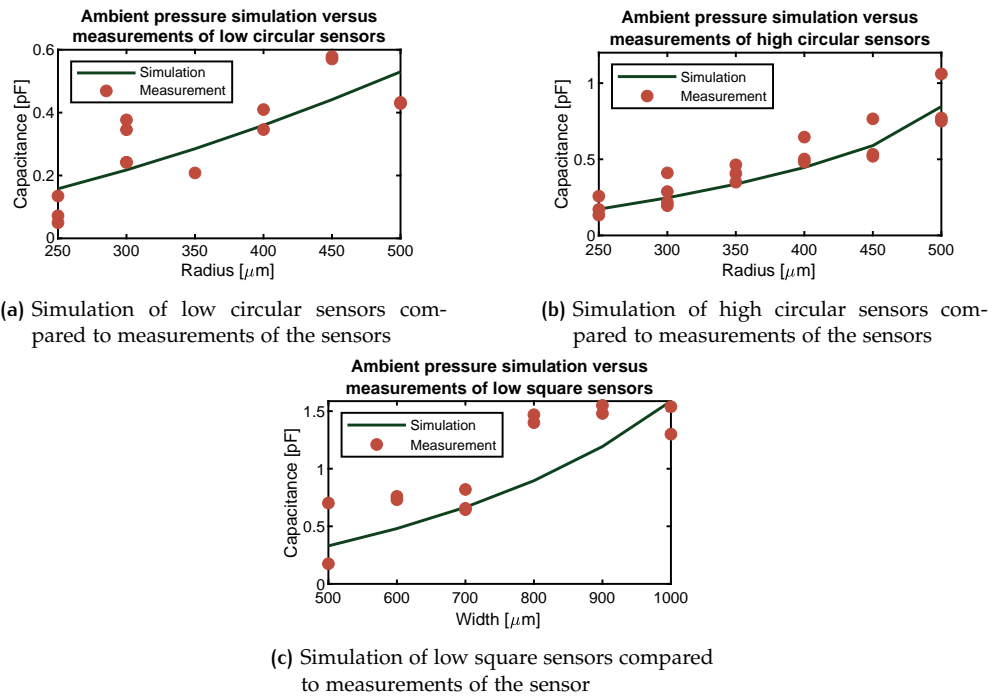 Ambient pressure simulation versus
measurements of low circular sensors
0.6
0.4
0.2
0
Capacitance [pF]
Simulation
Measurement
250 300 350 400 450 500
Radius [μm]
(a) Simulation of low circular sensors com-
pared to measurements of the sensors
Ambient pressure simulation versus
measurements of high circular sensors
1
0.5
0
Capacitance [pF]
Simulation
Measurement
250 300 350 400 450 500
Radius [μm]
(b) Simulation of high circular sensors com-
pared to measurements of the sensors
Ambient pressure simulation versus
measurements of low square sensors
1.5
1
0.5
0
Capacitance [pF]
Simulation
Measurement
500 600 700 800 900 1000
Width [μm]
(c) Simulation of low square sensors compared
to measurements of the sensor